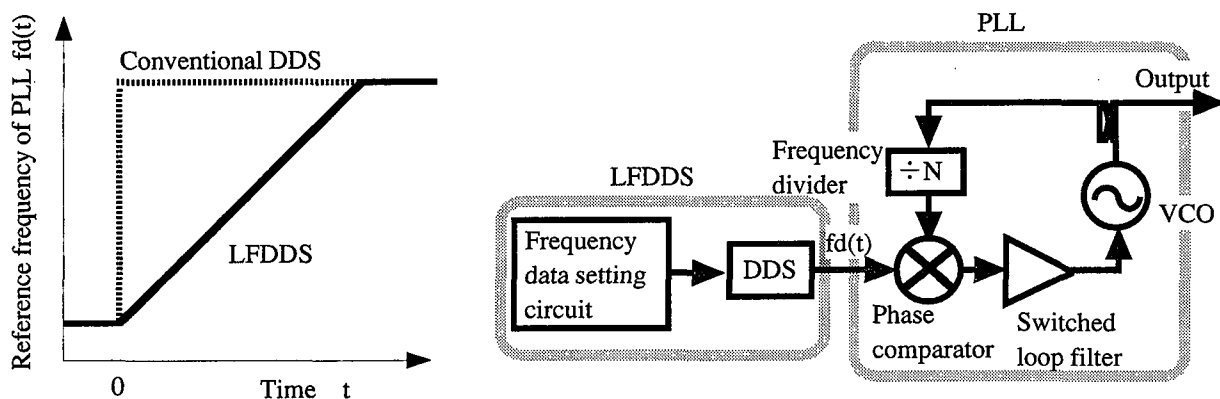 Reference frequency of PLL fd(t)
Conventional DDS
LFDDS
0
Time t
PLL
Output
Frequency
divider
÷N
LFDDS
VCO
Frequency
data setting
circuit
DDS
fd(t)
Phase
comparator
Switched
loop filter